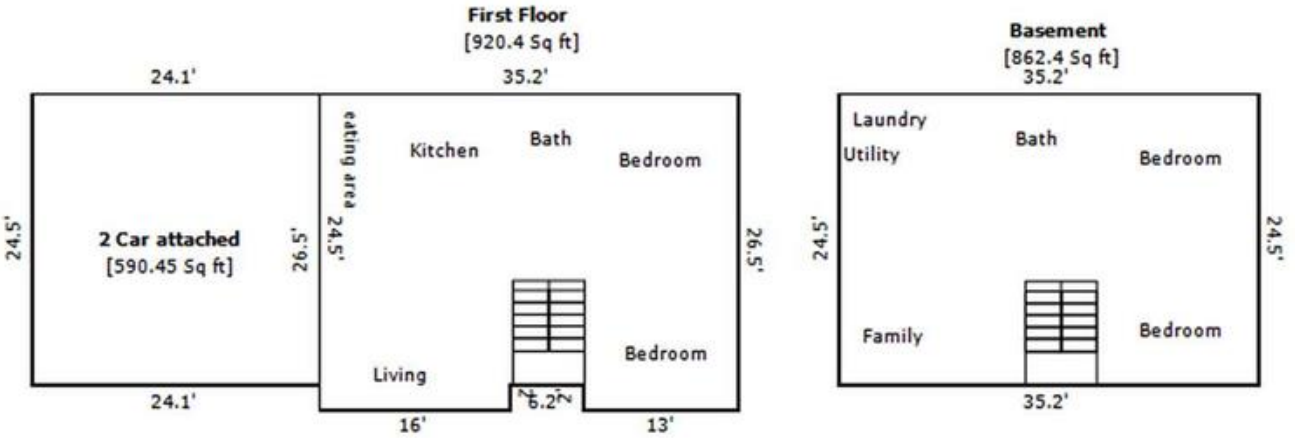 First Floor
[920.4 Sq ft]
Basement
[862.4 Sq ft]
24.1'
35.2'
35.2'
eating area
Kitchen
Bath
Bedroom
Laundry
Utility
Bath
Bedroom
24.5'
2 Car attached
[590.45 Sq ft]
26.5'
24.5'
26.5'
24.5'
24.5'
Living
Bedroom
Family
Bedroom
24.1'
2'
6.2'
2'
35.2'
16'
13'